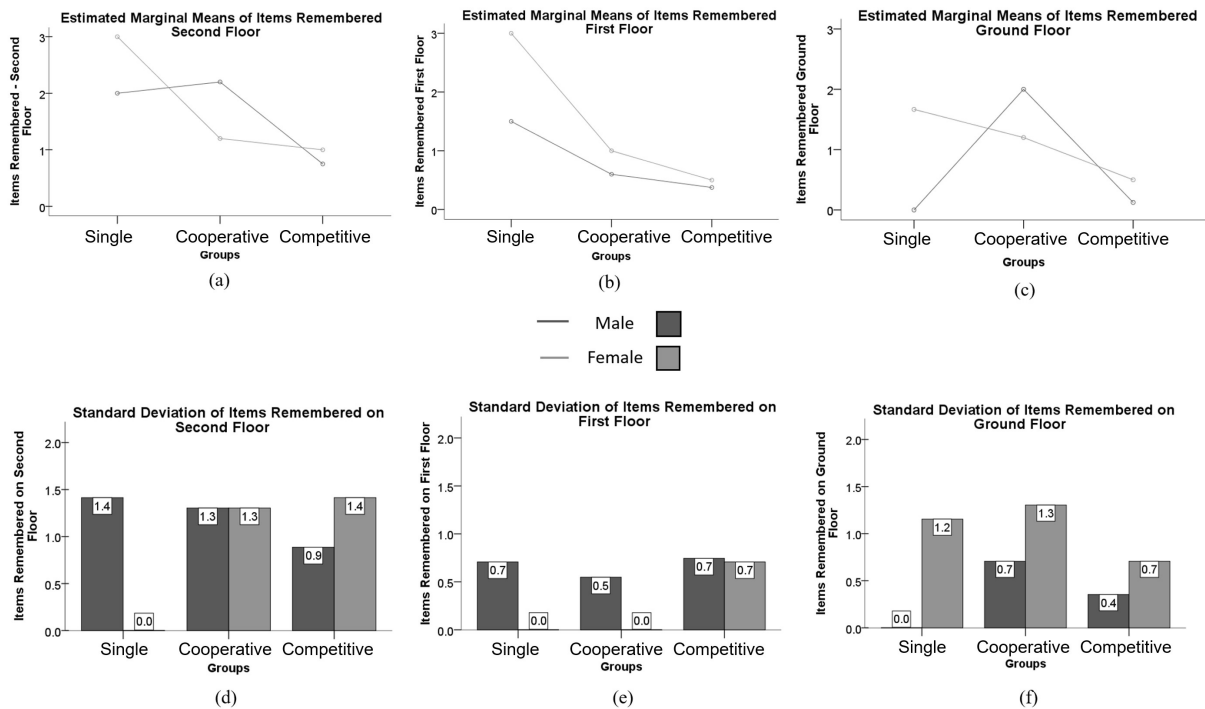 Estimated Marginal Means of Items Remembered
Second Floor
Items Remembered - Second
Floor
3
2
1
0
Single Cooperative Competitive
Groups
(a)
Estimated Marginal Means of Items Remembered
First Floor
Items Remembered First Floor
3
2
1
0
Single Cooperative Competitive
Groups
(b)
Estimated Marginal Means of Items Remembered
Ground Floor
Items Remembered Ground
Floor
3
2
1
0
Single Cooperative Competitive
Groups
(c)
Male
Female
Standard Deviation of Items Remembered on
Second Floor
Items Remembered on Second
Floor
2.0
1.5
1.0
0.5
0.0
1.4
0.0
1.3
1.3
0.9
1.4
Single Cooperative Competitive
Groups
(d)
Standard Deviation of Items Remembered on
First Floor
Items Remembered on First Floor
2.0
1.5
1.0
0.5
0.0
0.7
0.0
0.5
0.0
0.7
0.7
Single Cooperative Competitive
Groups
(e)
Standard Deviation of Items Remembered on
Ground Floor
Items Remembered on Ground
Floor
2.0
1.5
1.0
0.5
0.0
0.0
1.2
0.7
1.3
0.4
0.7
Single Cooperative Competitive
Groups
(f)